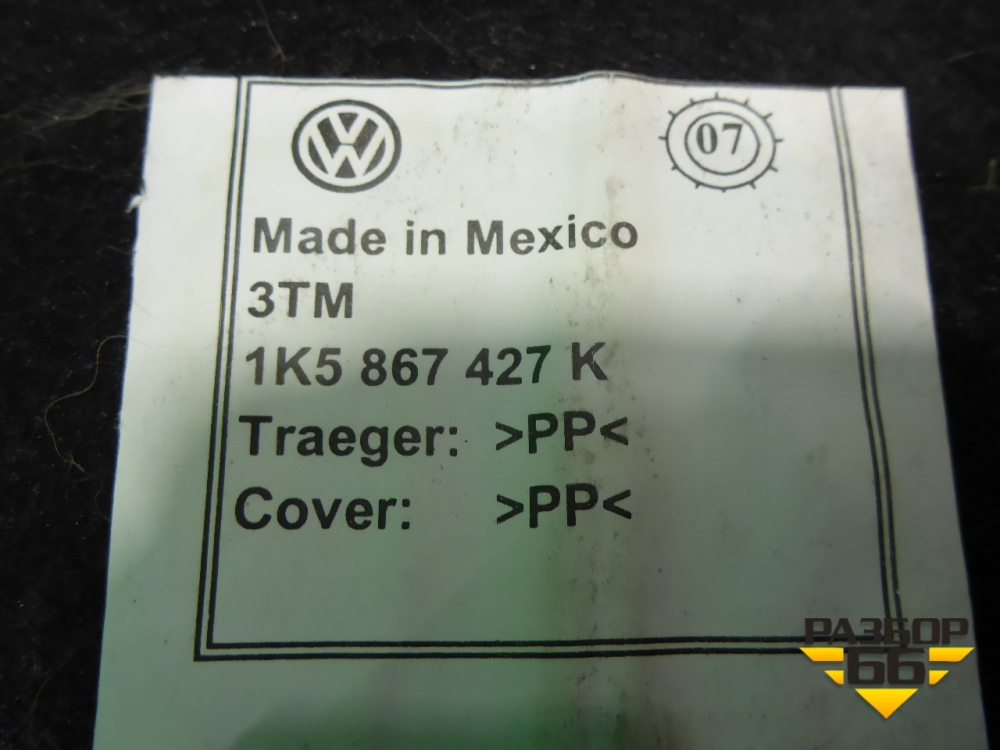 07
Made in Mexico
3TM
1K5 867 427 K
Traeger: >PP<
Cover: >PP<
РАЗБОР
66